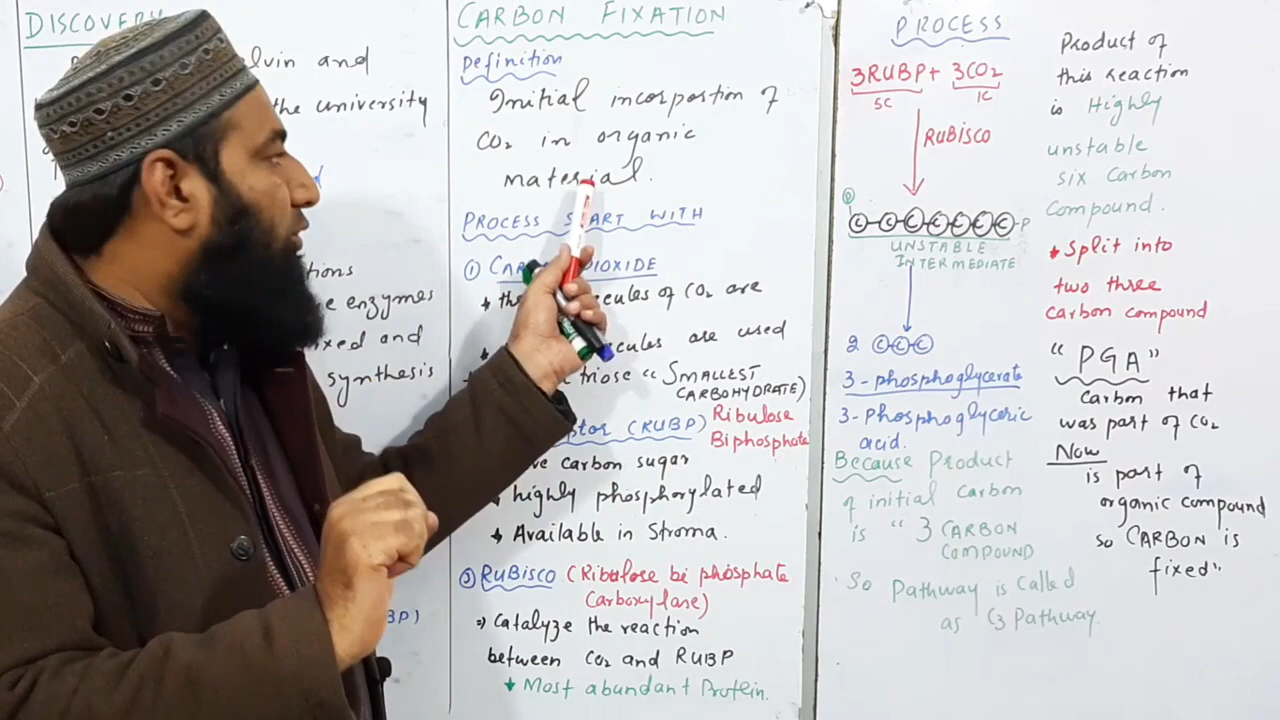 DISCOVERY
lvin and
the university
tions
e enzymes
ixed and
synthesis
BP)
CARBON FIXATION
Definition
Initial incorportion of
CO₂ in organic
material.
PROCESS START WITH
① CAR DIOXIDE
the cules of CO₂ are
cules are used
triose "SMALLEST
CARBOHYDRATE)
ptor (RUBP) Ribulose
Biphosphate
ve carbon sugar
highly phosphorylated
Available in Stroma.
③ RUBISCO (Ribulose bi phosphate
Carboxylase)
⇒ Catalyze the reaction
between CO₂ and RUBP
Most abundant Protein.
PROCESS
3RUBP + 3CO₂
5C 1C
RUBISCO
C-C-C-C-C-C-P
UNSTABLE
INTERMEDIATE
2 C-C-C
3-phosphoglycerate
3-Phosphoglyceric
acid.
Because Product
of initial carbon
is "3 CARBON
COMPOUND
So Pathway is Called
as C3 Pathway.
Product of
this reaction
is Highly
unstable
six Carbon
Compound.
* Split into
two three
carbon compound
"PGA"
Carbon that
was part of CO₂
Now
is part of
organic compound
so CARBON is
fixed"